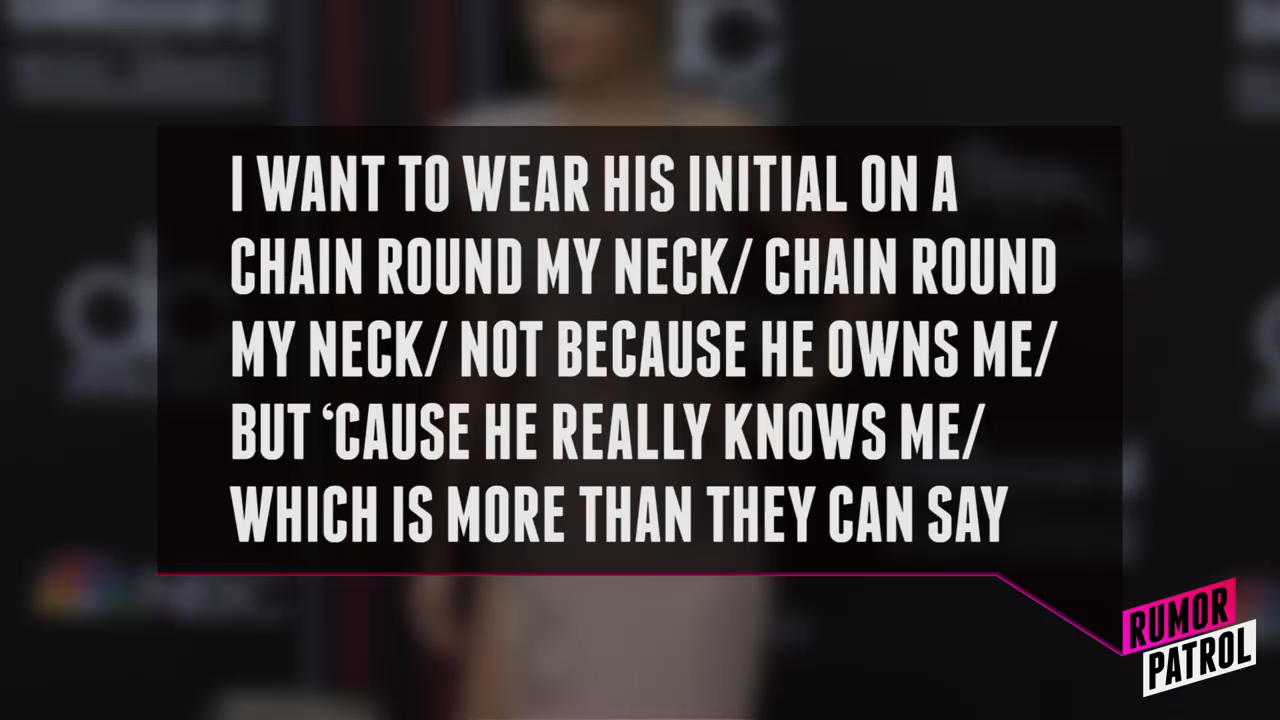 I WANT TO WEAR HIS INITIAL ON A
CHAIN ROUND MY NECK/ CHAIN ROUND
MY NECK/ NOT BECAUSE HE OWNS ME/
BUT ‘CAUSE HE REALLY KNOWS ME/
WHICH IS MORE THAN THEY CAN SAY
RUMOR
PATROL